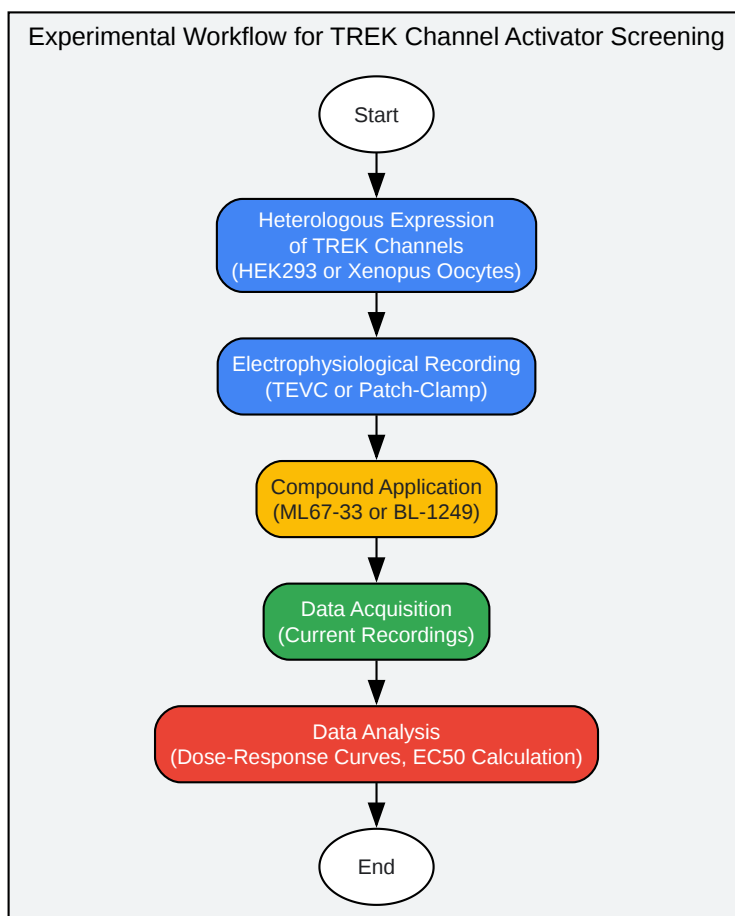 Experimental Workflow for TREK Channel Activator Screening
Start
Heterologous Expression
of TREK Channels
(HEK293 or Xenopus Oocytes)
Electrophysiological Recording
(TEVC or Patch-Clamp)
Compound Application
(ML67-33 or BL-1249)
Data Acquisition
(Current Recordings)
Data Analysis
(Dose-Response Curves, EC50 Calculation)
End